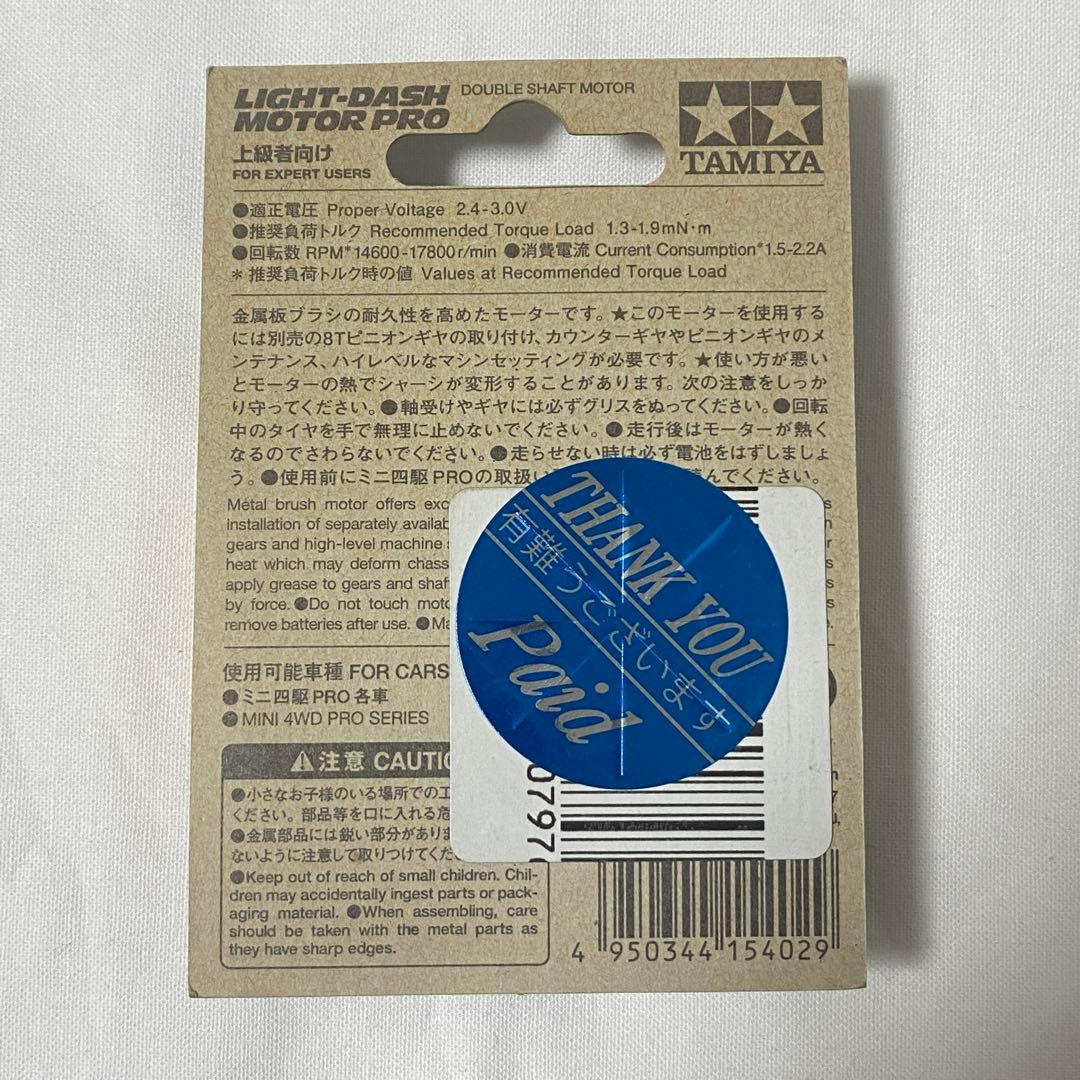 LIGHT-DASH
MOTOR PRO
DOUBLE SHAFT MOTOR
TAMIYA
上級者向け
FOR EXPERT USERS
●適正電圧 Proper Voltage 2.4-3.0V
●推奨負荷トルク Recommended Torque Load 1.3-1.9mN·m
●回転数 RPM*14600-17800r/min ●消費電流 Current Consumption*1.5-2.2A
* 推奨負荷トルク時の値 Values at Recommended Torque Load
金属板ブラシの耐久性を高めたモーターです。★このモーターを使用する
には別売の8Tピニオンギヤの取り付け、カウンターギヤやピニオンギヤのメ
ンテナンス、ハイレベルなマシンセッティングが必要です。★使い方が悪い
とモーターの熱でシャーシが変形することがあります。次の注意をしっか
り守ってください。●軸受けやギヤには必ずグリスをぬってください。●回転
中のタイヤを手で無理に止めないでください。●走行後はモーターが熱く
なるのでさわらないでください。●走らせない時は必ず電池をはずしましょ
う。●使用前にミニ四駆PROの取扱い んでください。
Metal brush motor offers
installation of separately
gears and high-level machine
heat which may deform
apply grease to gears and
by force. ●Do not touch
remove batteries after use. ●
THANK YOU
有難うございます
Paid
使用可能車種 FOR CARS
●ミニ四駆PRO各車
●MINI 4WD PRO SERIES
注意
●小さなお子様のいる場所での工
ください。部品等を口に入れる危
●金属部品には鋭い部分があ
ないように注意して取りつけてく
●Keep out of reach of small children. Chil-
dren may accidentally ingest parts or pack-
aging material. ●When assembling, care
should be taken with the metal parts as
they have sharp edges.
0797
4 950344 154029